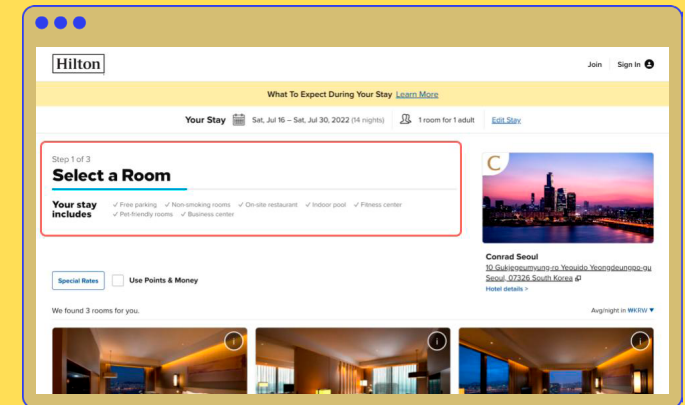 Hilton
Join Sign In
What To Expect During Your Stay Learn More
Your Stay Sat, Jul 16 – Sat, Jul 30, 2022 (14 nights) 1 room for 1 adult Edit Stay
Step 1 of 3
Select a Room
Your stay includes
✓ Free parking ✓ Non-smoking rooms ✓ On-site restaurant ✓ Indoor pool ✓ Fitness center
✓ Pet-friendly rooms ✓ Business center
C
Conrad Seoul
10 Gukjegeumyung-ro Yeouido Yeongdeungpo-gu
Seoul, 07326 South Korea
Hotel details >
Special Rates Use Points & Money
We found 3 rooms for you.
Avg/night in ₩KRW ▼